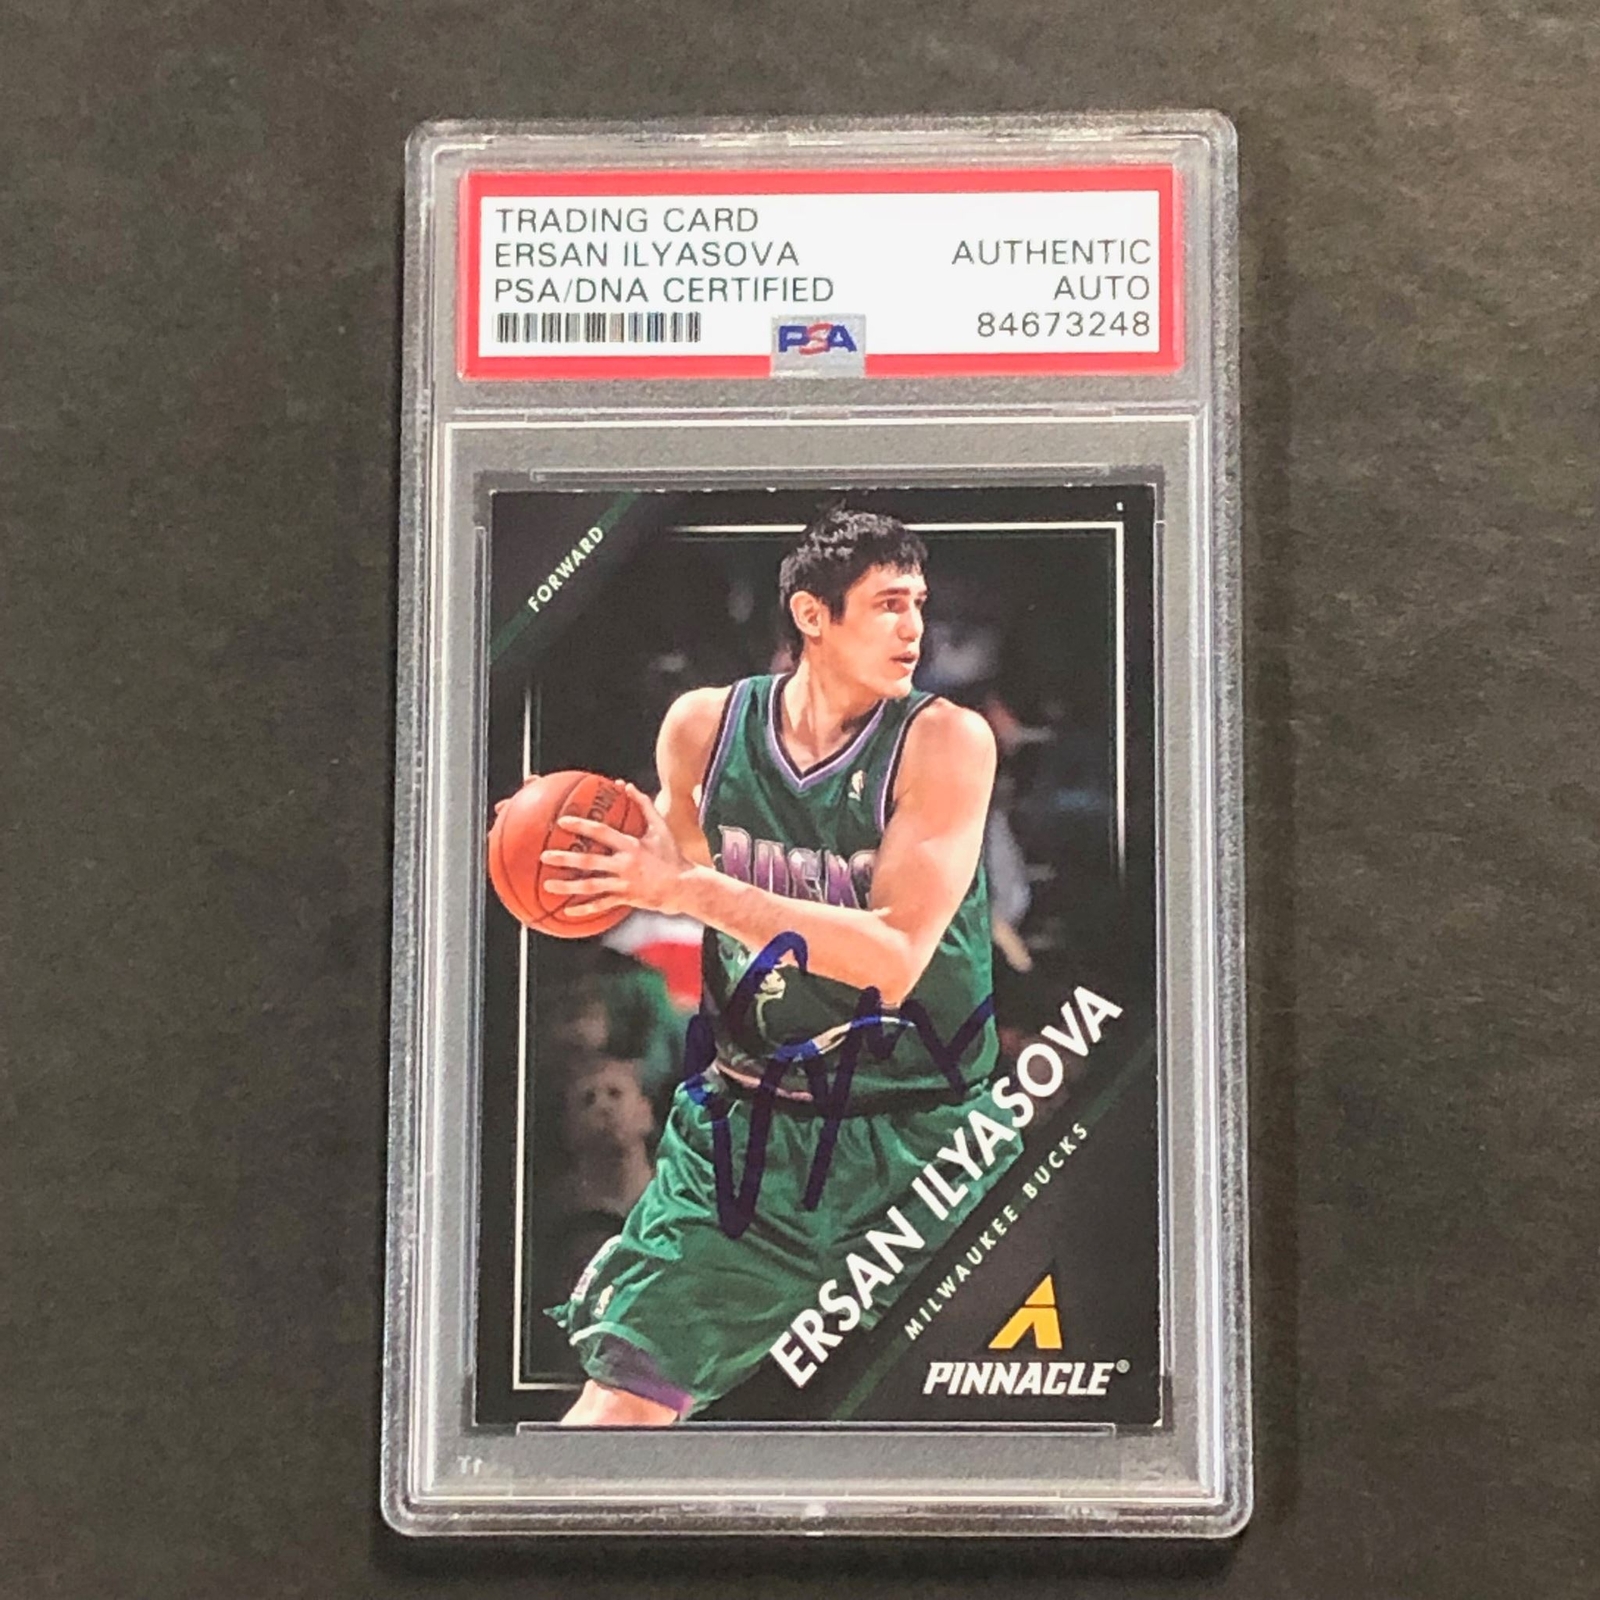 TRADING CARD
ERSAN ILYASOVA
PSA/DNA CERTIFIED
AUTHENTIC
AUTO
84673248
PSA
FORWARD
BUCKS
ERSAN ILYASOVA
MILWAUKEE BUCKS
PINNACLE®